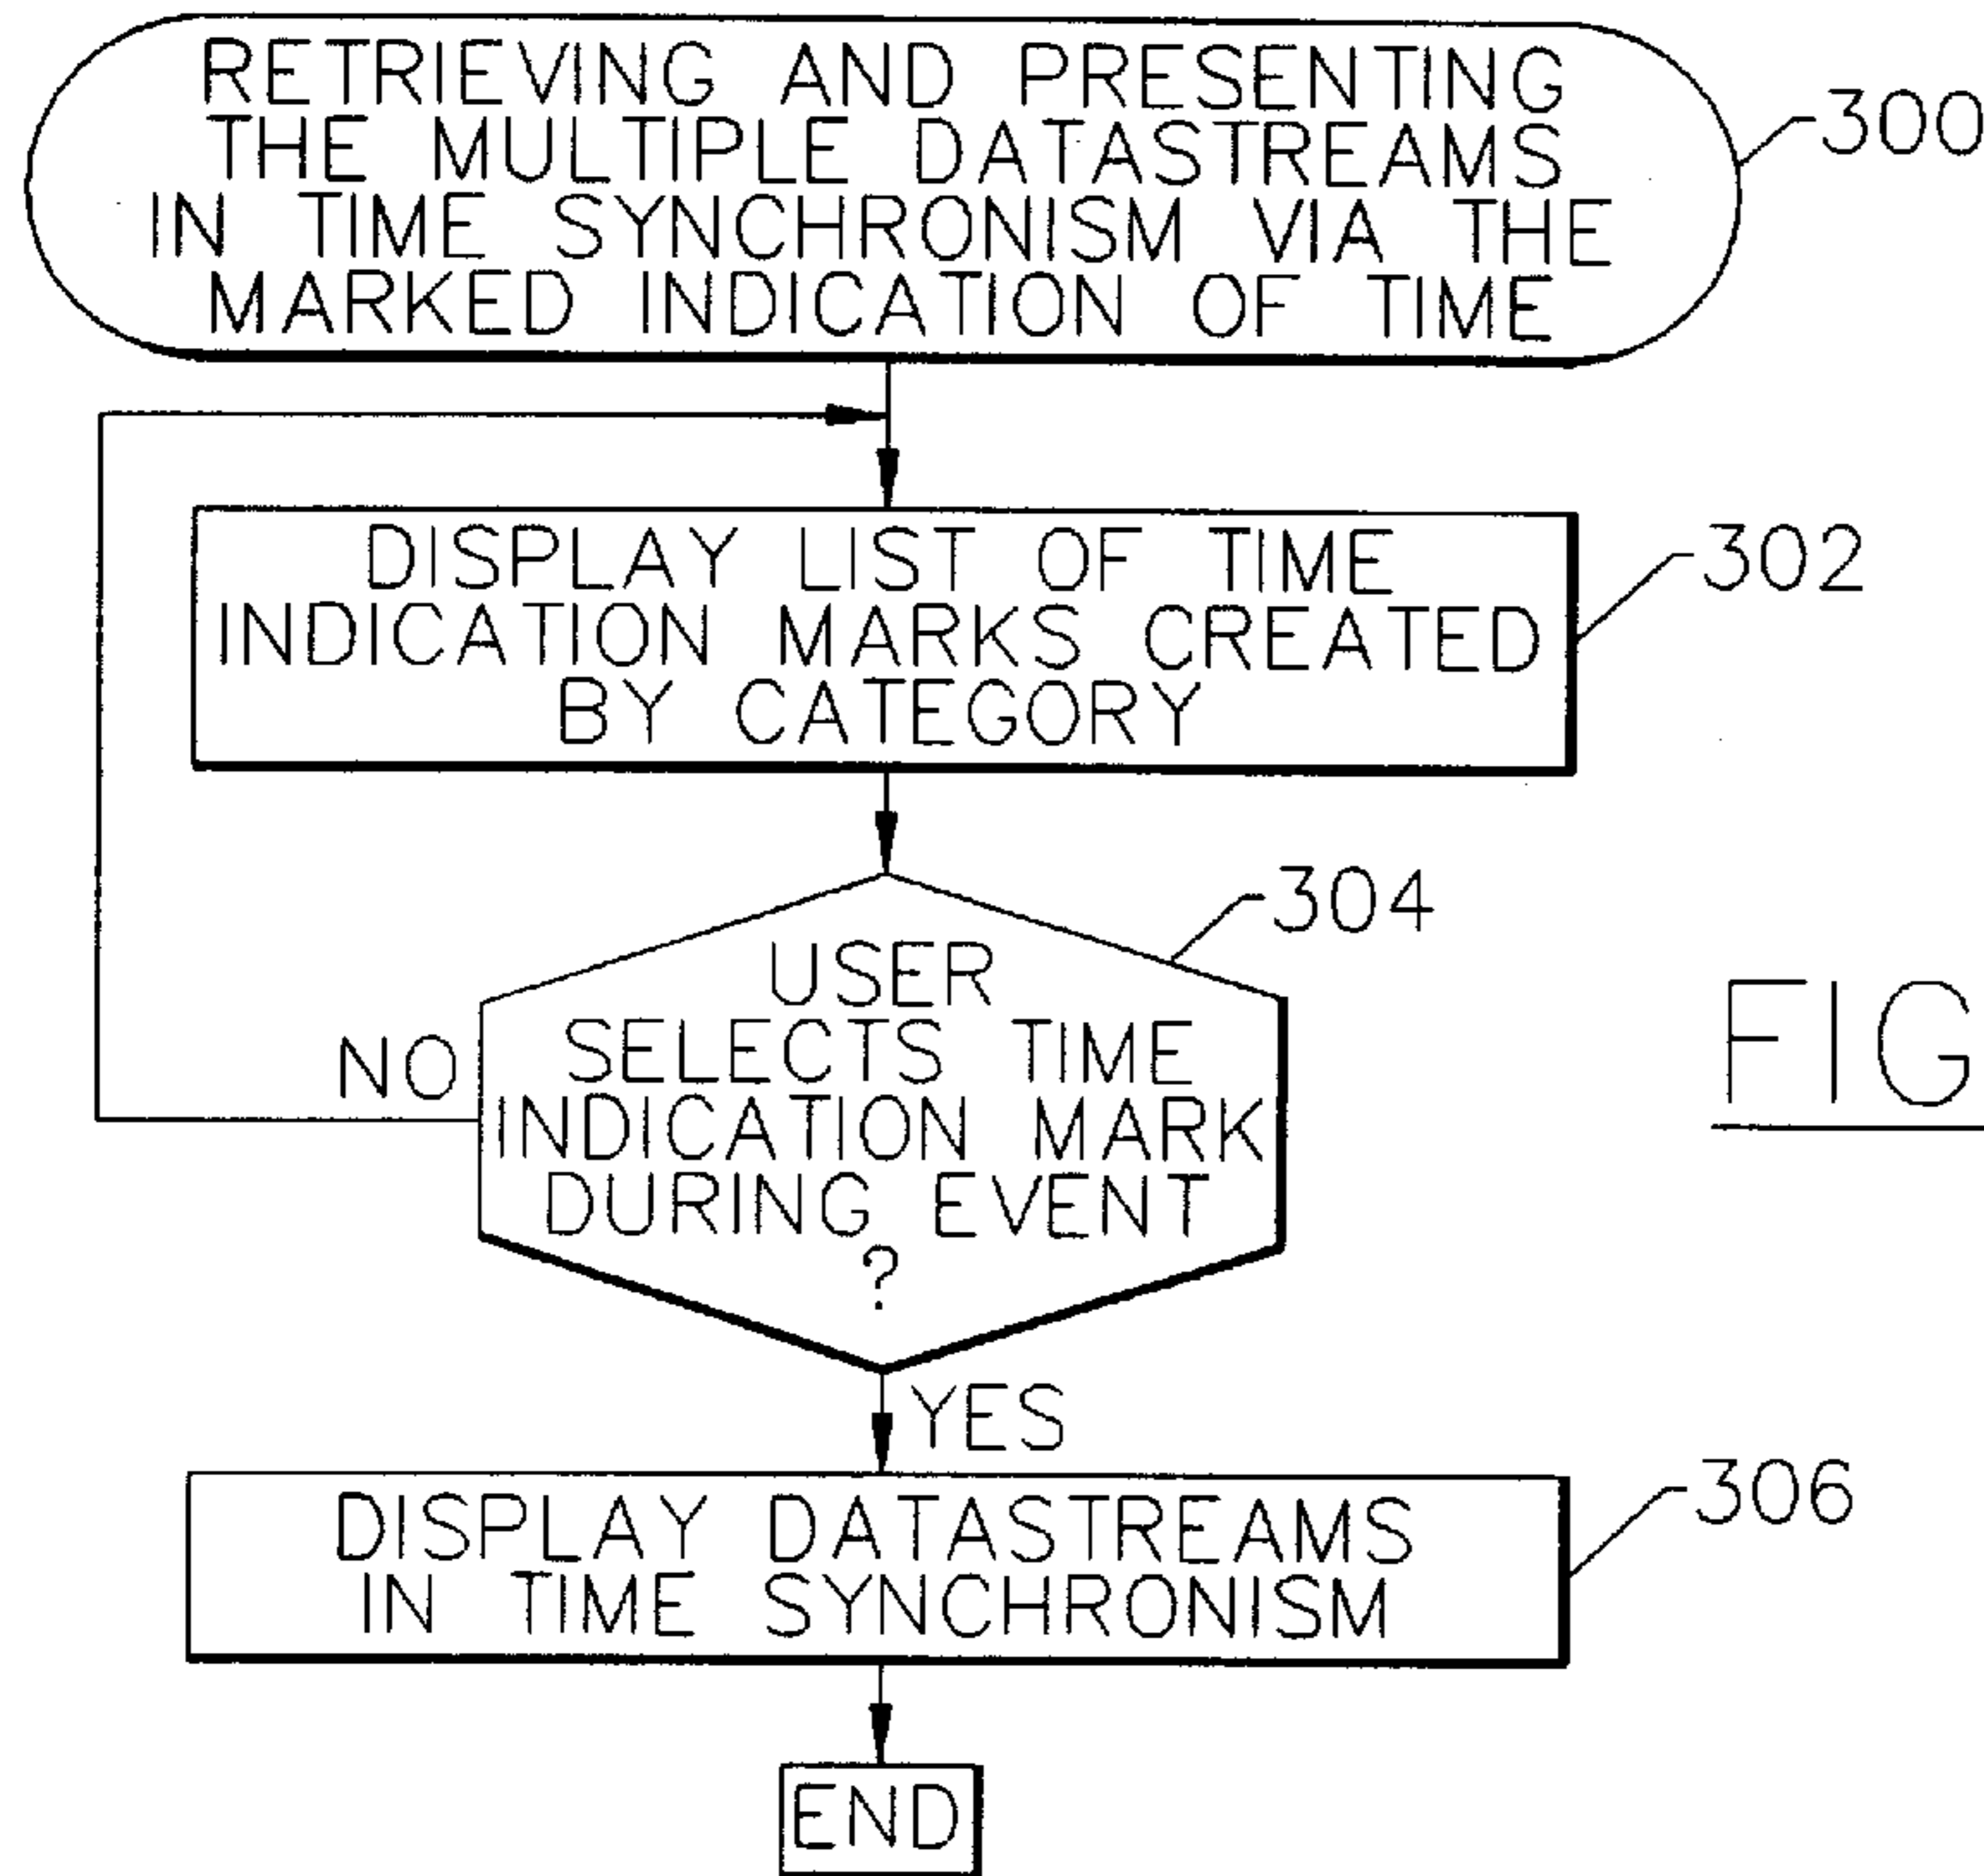 RETRIEVING AND PRESENTING
THE MULTIPLE DATASTREAMS
IN TIME SYNCHRONISM VIA THE
MARKED INDICATION OF TIME
300
DISPLAY LIST OF TIME
INDICATION MARKS CREATED
BY CATEGORY
302
304
USER
SELECTS TIME
INDICATION MARK
DURING EVENT
?
NO
FIG
YES
DISPLAY DATASTREAMS
IN TIME SYNCHRONISM
306
END